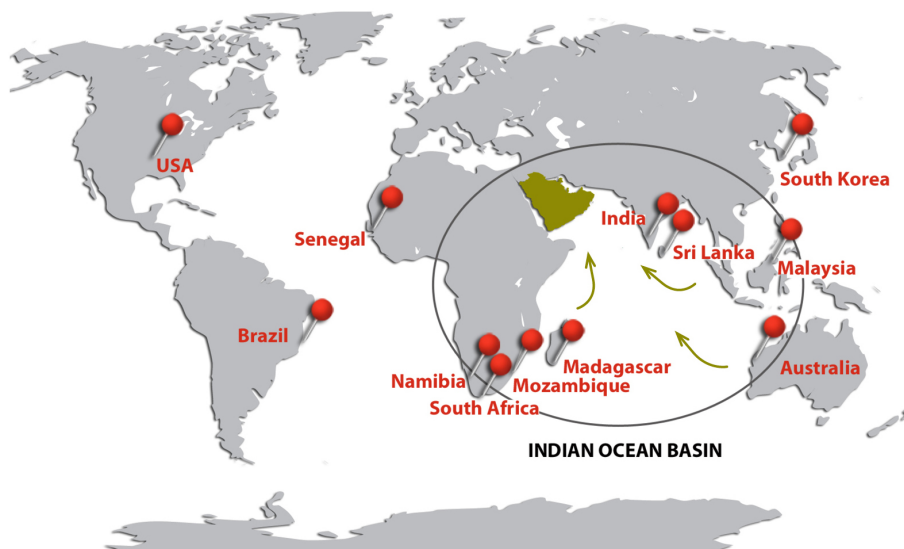 USA
South Korea
Senegal
India
Sri Lanka
Malaysia
Brazil
Madagascar
Australia
Namibia
Mozambique
South Africa
INDIAN OCEAN BASIN